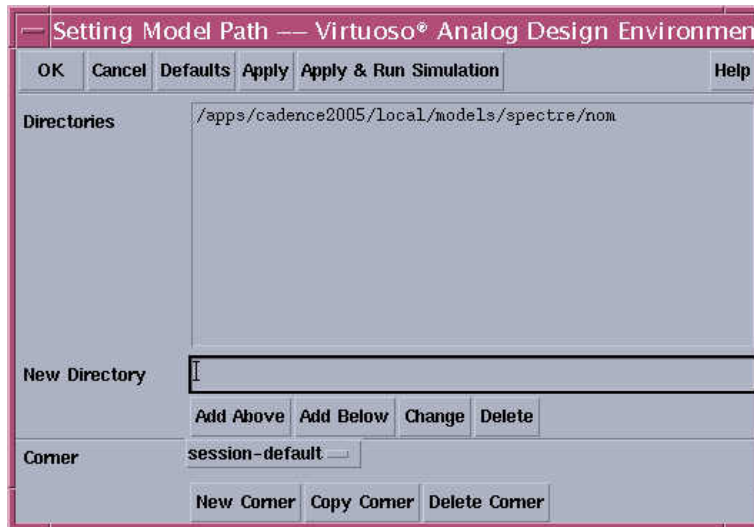 Setting Model Path –– Virtuoso® Analog Design Environmen
OK Cancel Defaults Apply Apply & Run Simulation Help
Directories /apps/cadence2005/local/models/spectre/nom
New Directory
Add Above Add Below Change Delete
Corner session-default
New Corner Copy Corner Delete Corner